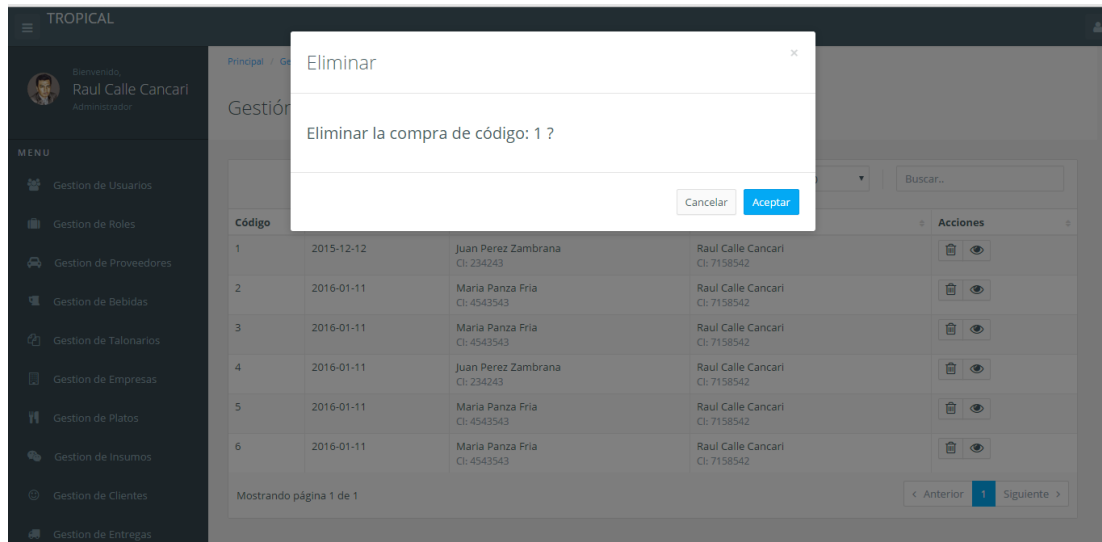 TROPICAL
Bienvenido,
Raul Calle Cancari
Administrador
MENU
Gestion de Usuarios
Gestion de Roles
Gestion de Proveedores
Gestion de Bebidas
Gestion de Talonarios
Gestion de Empresas
Gestion de Platos
Gestion de Insumos
Gestion de Clientes
Gestion de Entregas
Principal / Ge
Gestión
Eliminar ×
Eliminar la compra de código: 1 ?
Cancelar Aceptar
Buscar..
Código Acciones
1 2015-12-12 Juan Perez Zambrana Raul Calle Cancari
CI: 234243 CI: 7158542
2 2016-01-11 Maria Panza Fria Raul Calle Cancari
CI: 4543543 CI: 7158542
3 2016-01-11 Maria Panza Fria Raul Calle Cancari
CI: 4543543 CI: 7158542
4 2016-01-11 Juan Perez Zambrana Raul Calle Cancari
CI: 234243 CI: 7158542
5 2016-01-11 Maria Panza Fria Raul Calle Cancari
CI: 4543543 CI: 7158542
6 2016-01-11 Maria Panza Fria Raul Calle Cancari
CI: 4543543 CI: 7158542
Mostrando página 1 de 1
< Anterior 1 Siguiente >